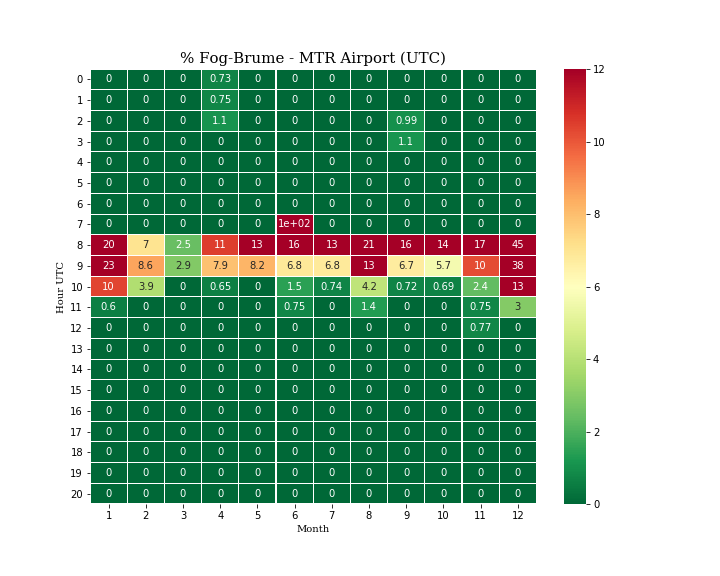 % Fog-Brume - MTR Airport (UTC)
0 0 0 0 0.73 0 0 0 0 0 0 0 0
1 0 0 0 0.75 0 0 0 0 0 0 0 0
2 0 0 0 1.1 0 0 0 0 0.99 0 0 0
3 0 0 0 0 0 0 0 0 1.1 0 0 0
4 0 0 0 0 0 0 0 0 0 0 0 0
5 0 0 0 0 0 0 0 0 0 0 0 0
6 0 0 0 0 0 0 0 0 0 0 0 0
7 0 0 0 0 0 1e+02 0 0 0 0 0 0
8 20 7 2.5 11 13 16 13 21 16 14 17 45
9 23 8.6 2.9 7.9 8.2 6.8 6.8 13 6.7 5.7 10 38
10 10 3.9 0 0.65 0 1.5 0.74 4.2 0.72 0.69 2.4 13
11 0.6 0 0 0 0 0.75 0 1.4 0 0 0.75 3
12 0 0 0 0 0 0 0 0 0 0 0.77 0
13 0 0 0 0 0 0 0 0 0 0 0 0
14 0 0 0 0 0 0 0 0 0 0 0 0
15 0 0 0 0 0 0 0 0 0 0 0 0
16 0 0 0 0 0 0 0 0 0 0 0 0
17 0 0 0 0 0 0 0 0 0 0 0 0
18 0 0 0 0 0 0 0 0 0 0 0 0
19 0 0 0 0 0 0 0 0 0 0 0 0
20 0 0 0 0 0 0 0 0 0 0 0 0
1 2 3 4 5 6 7 8 9 10 11 12
Month
Hour UTC
12
10
8
6
4
2
0